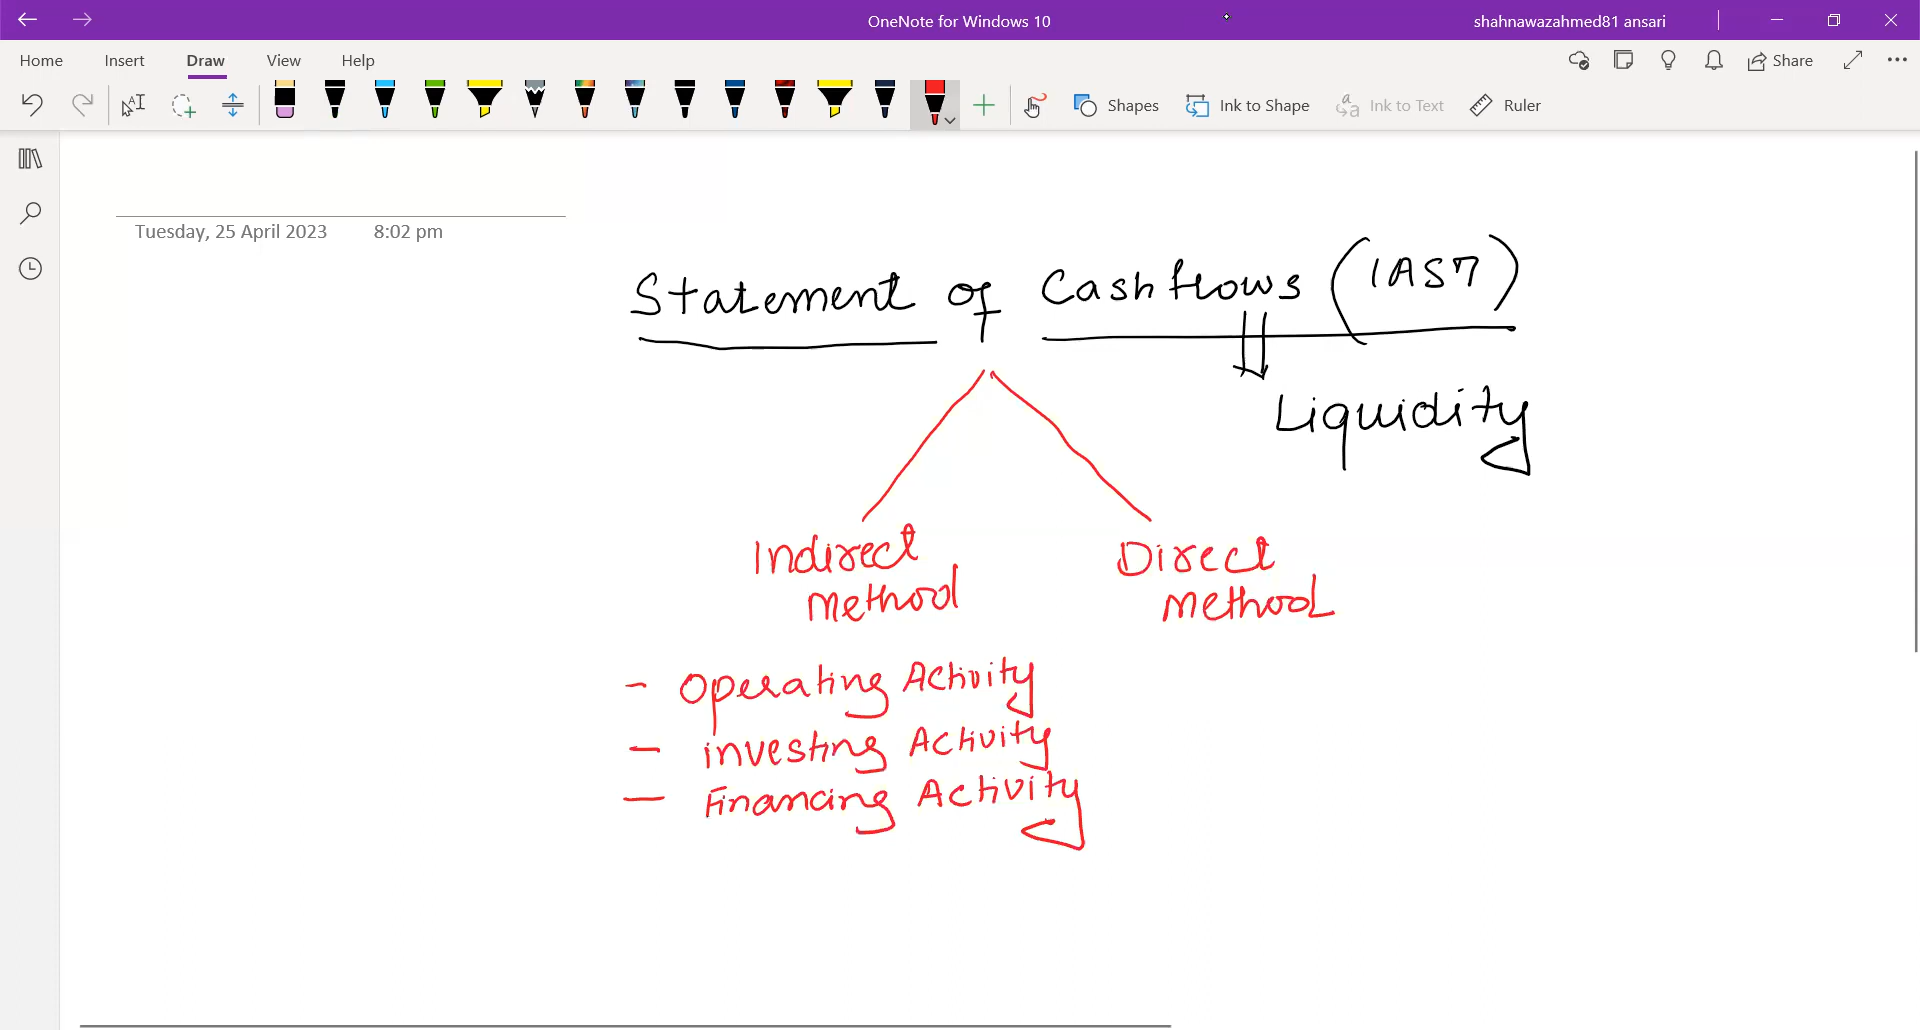 OneNote for Windows 10
shahnawazahmed81 ansari
Home Insert Draw View Help
Share
Shapes Ink to Shape Ink to Text Ruler
Tuesday, 25 April 2023 8:02 pm
Statement of Cash flows (IAS7)
Liquidity
Indirect Method
Direct Method
- Operating Activity
- investing Activity
- Financing Activity